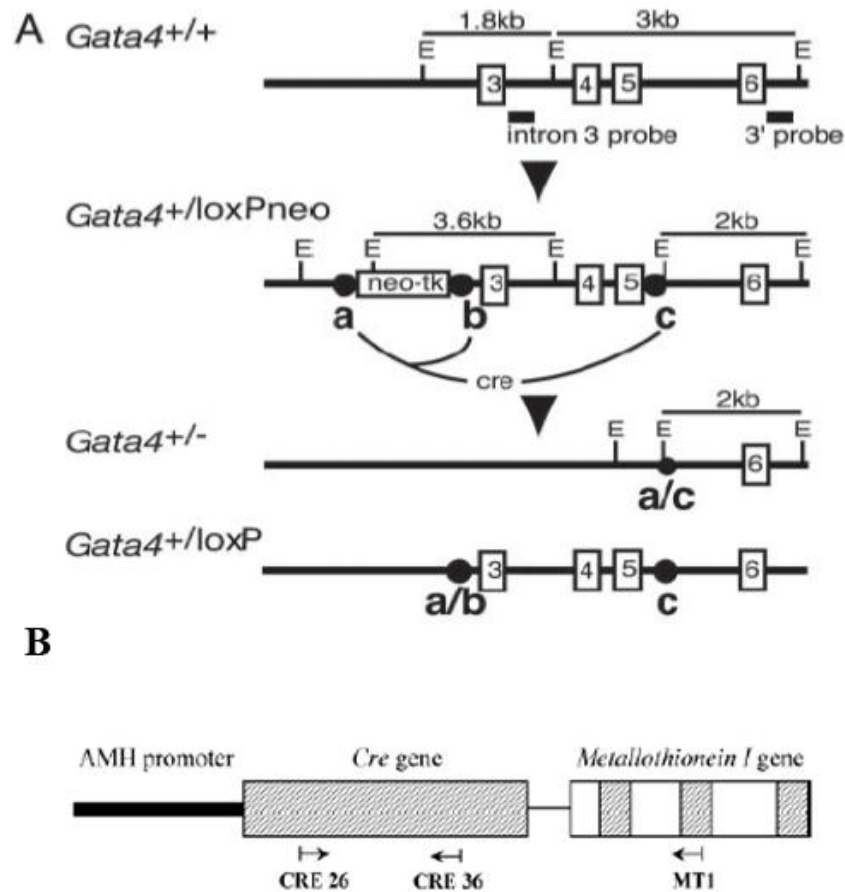 A Gata4+/+
1.8kb 3kb
E E E
3 4 5 6
intron 3 probe 3' probe
Gata4+/loxPneo
3.6kb 2kb
E E E E E
neo-tk 3 4 5 6
a b c
cre
2kb
Gata4+/-
E E E
6
a/c
Gata4+/loxP
3 4 5 6
a/b c
B
AMH promoter Cre gene Metallothionein I gene
CRE 26 CRE 36 MT1